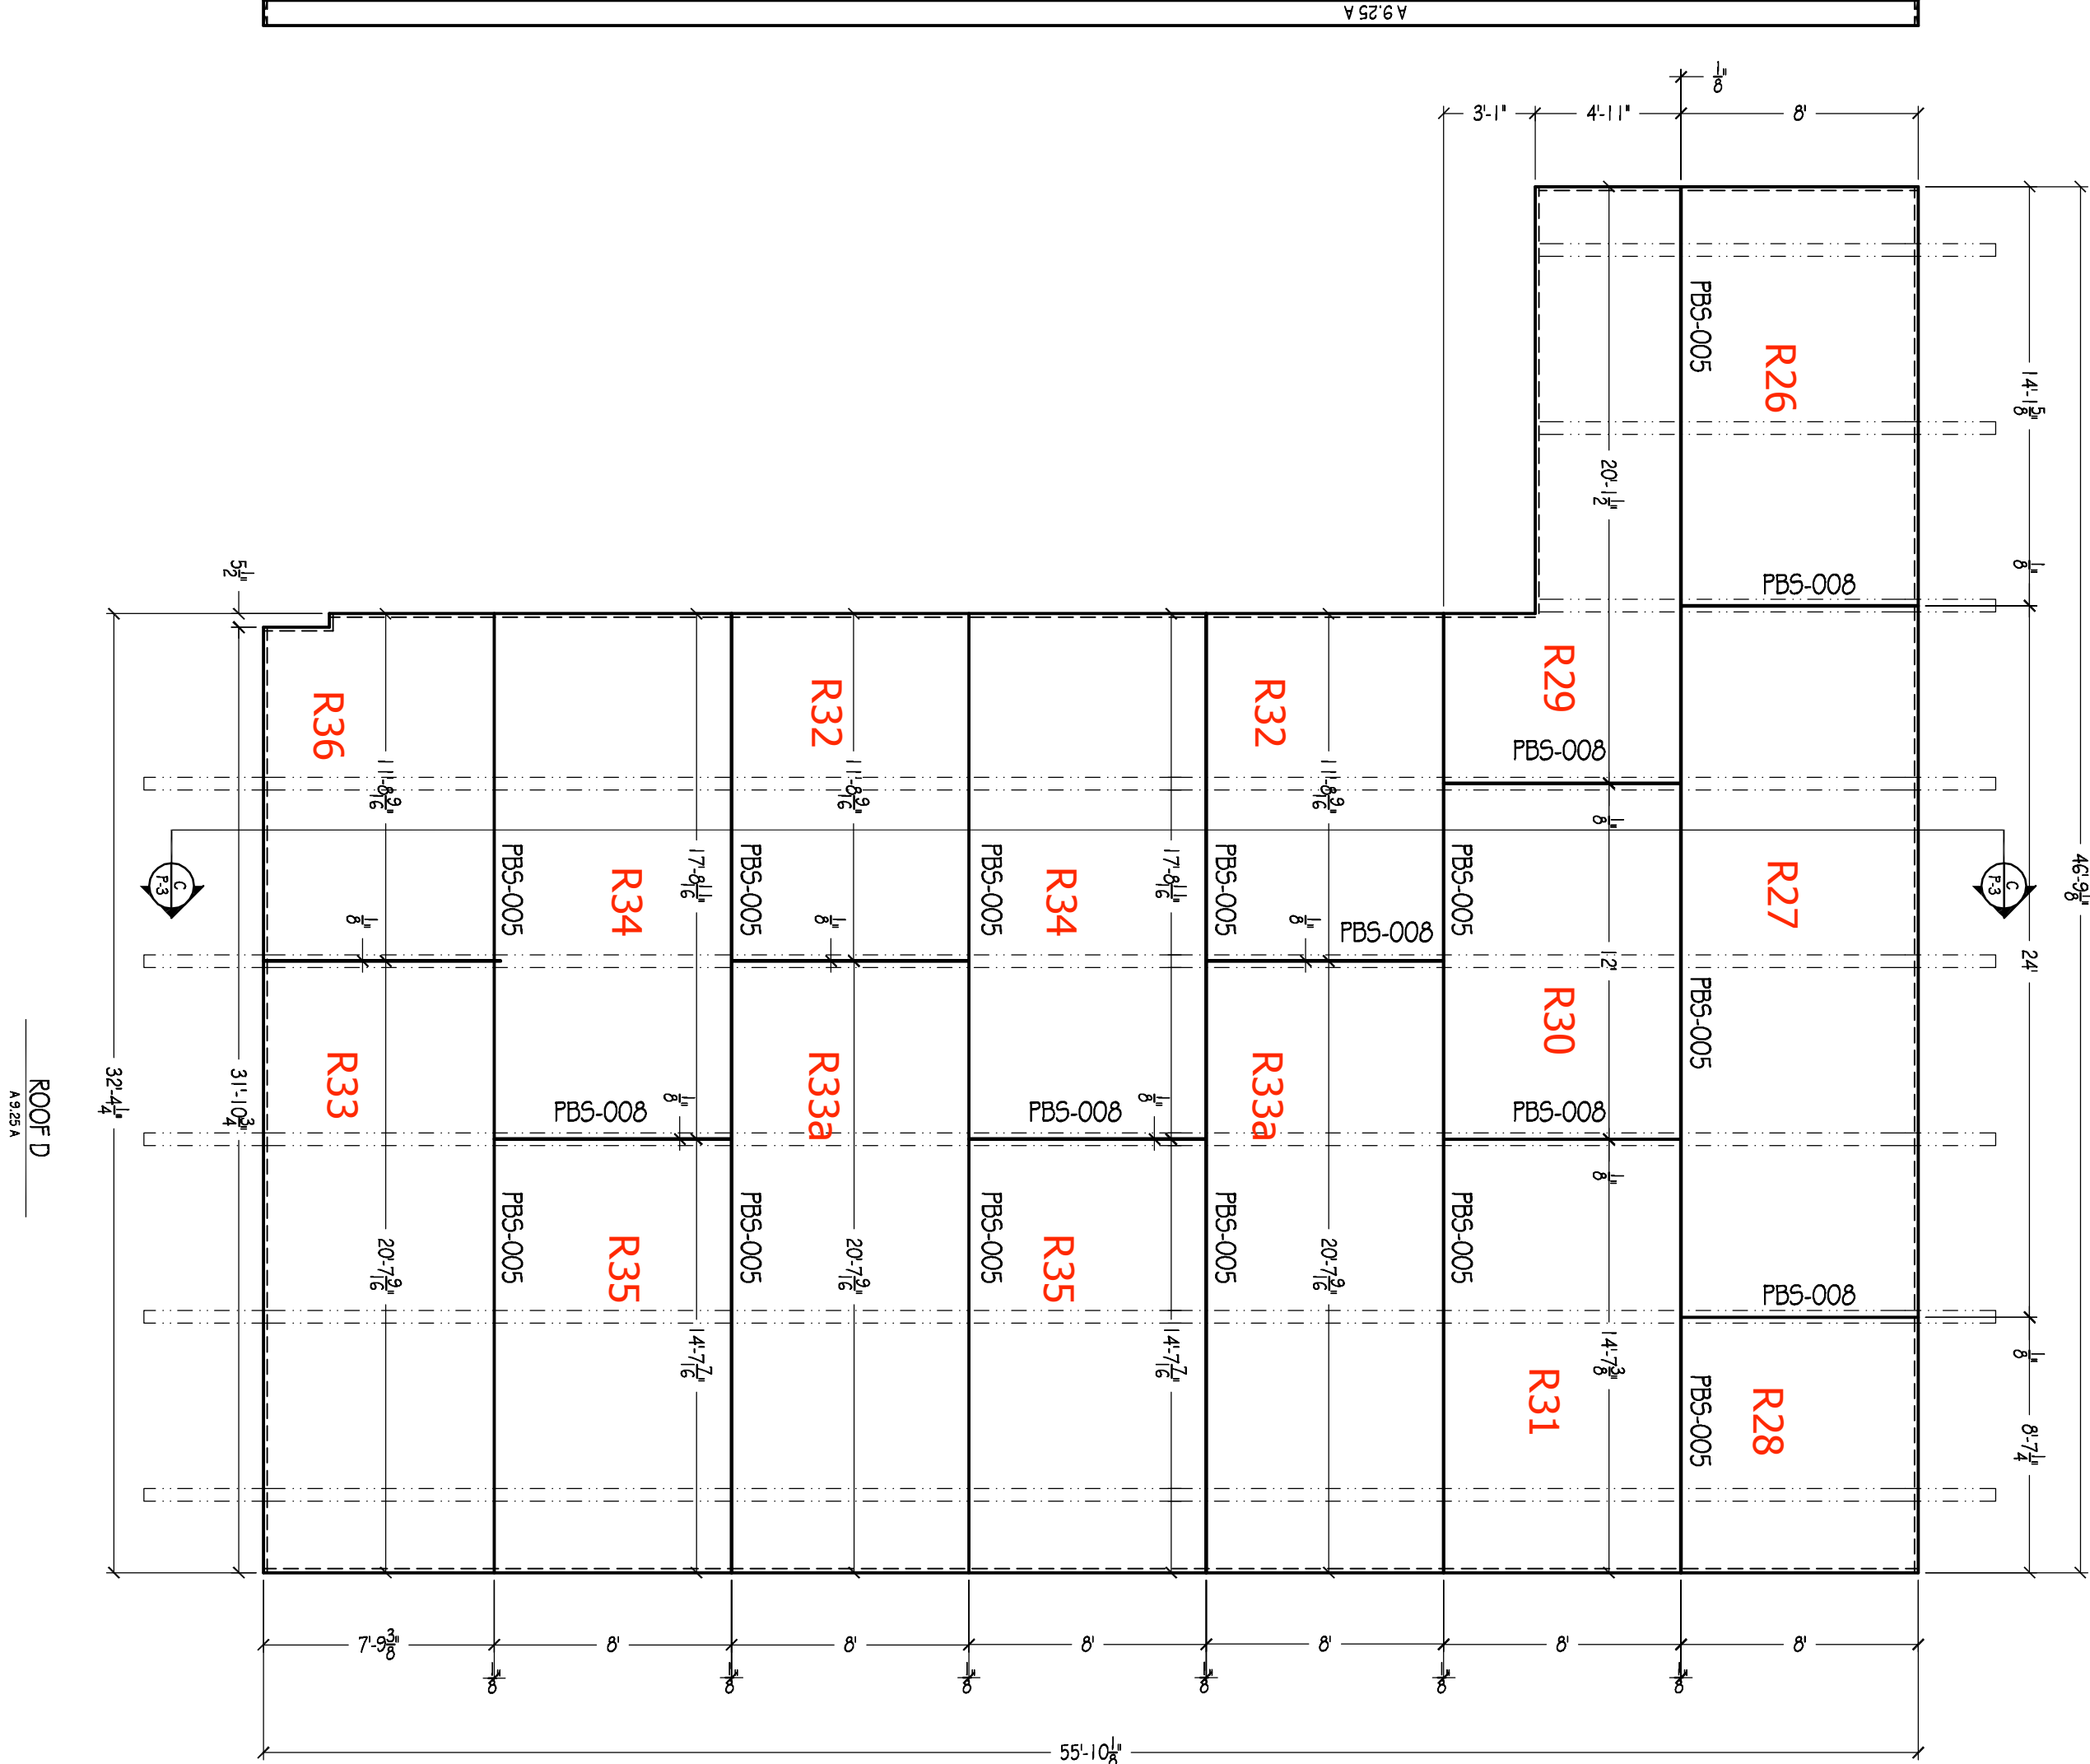 A 9.25 A
1/8"
3'-1"
4'-11"
8'
46'-9 1/8"
14'-1 5/8"
1/8"
24'
1/8"
8'-7 1/4"
R26
PBS-005
PBS-008
20'-1 1/2"
R29
PBS-008
1/8"
R27
12'
R30
PBS-005
PBS-008
1/8"
PBS-008
14'-7 3/8"
R31
PBS-005
R28
C
P-3
5 1/2"
R36
R32
R32
11'-8 9/16"
11'-8 9/16"
11'-8 9/16"
PBS-005
R34
17'-8 11/16"
PBS-005
PBS-005
R34
17'-8 11/16"
PBS-005
PBS-008
PBS-005
C
P-3
1/8"
1/8"
1/8"
R33
PBS-008
1/8"
R33a
PBS-008
1/8"
R33a
PBS-005
PBS-005
PBS-005
PBS-005
PBS-005
20'-7 9/16"
R35
20'-7 9/16"
R35
20'-7 9/16"
14'-7 7/16"
14'-7 7/16"
32'-4 1/4"
31'-10 3/4"
ROOF D
A 9.25 A
7'-9 3/8"
8'
8'
8'
8'
8'
8'
1/8"
1/8"
1/8"
1/8"
1/8"
1/8"
55'-10 1/8"